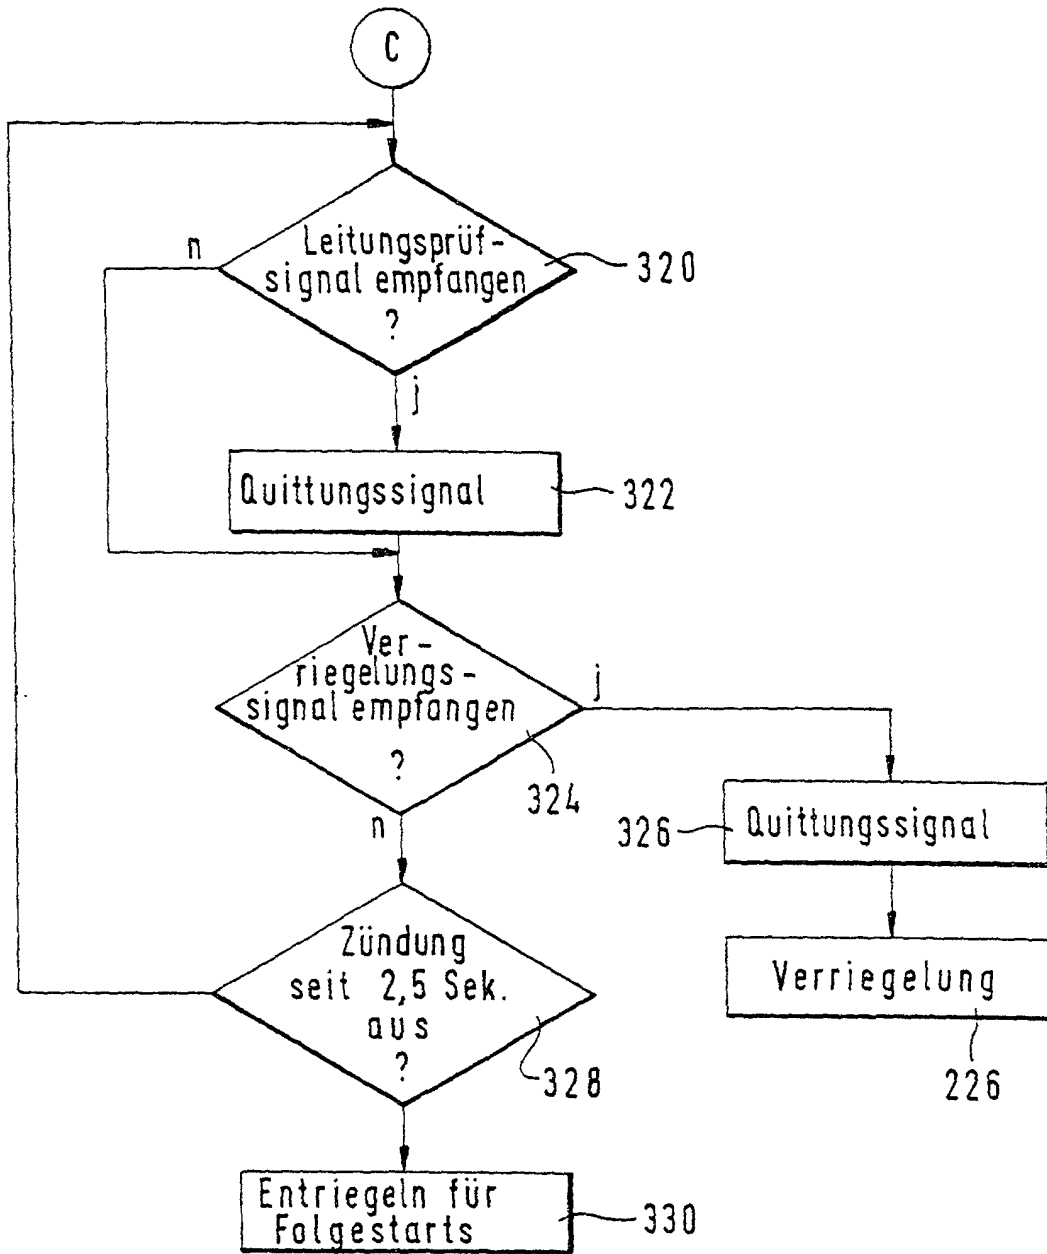 C
n
Leitungsprüf-
signal empfangen
?
320
j
Quittungssignal
322
Ver-
riegelungs-
signal empfangen
?
j
324
n
326
Quittungssignal
Zündung
seit 2,5 Sek.
aus
?
328
Verriegelung
226
Entriegeln für
Folgestarts
330